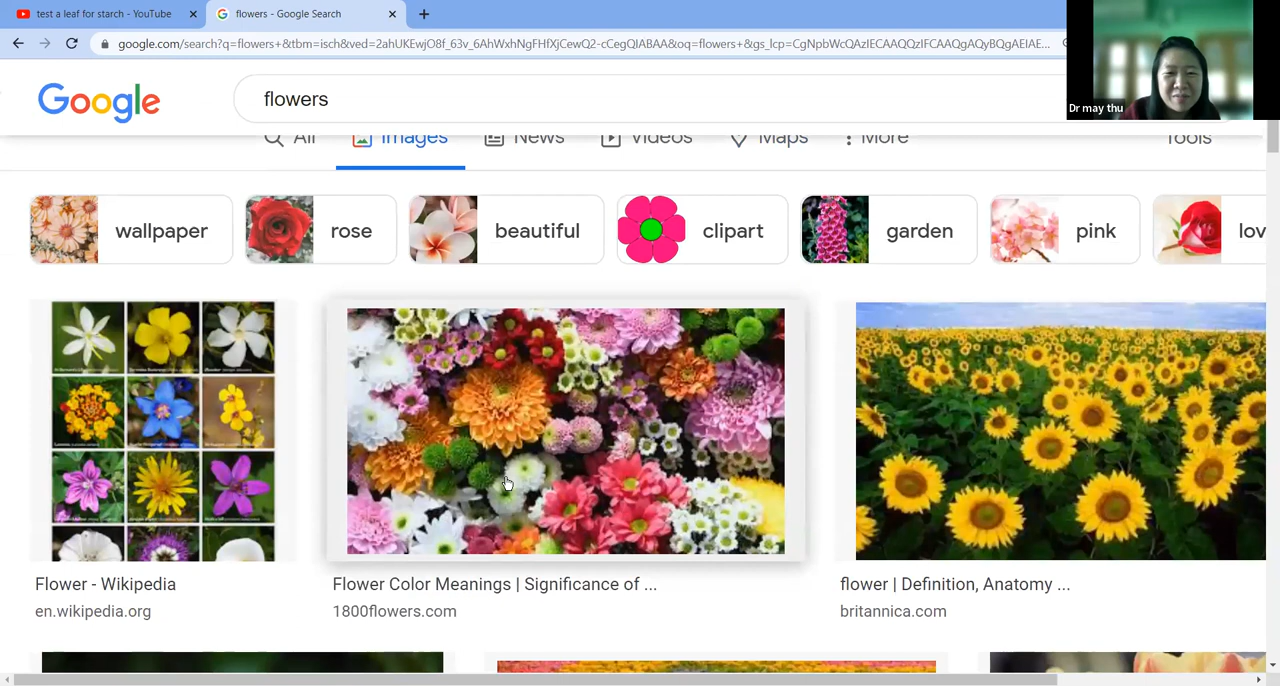 test a leaf for starch - YouTube
flowers - Google Search
google.com/search?q=flowers+&tbm=isch&ved=2ahUKEwjO8f_63v_6AhWxhNgFHfXjCewQ2-cCegQIABAA&oq=flowers+&gs_lcp=CgNpbWcQAzIECAAQQzIFCAAQgAQyBQgAEIAE...
Dr may thu
Google
flowers
All Images News Videos Maps More Tools
wallpaper rose beautiful clipart garden pink lov
Flower - Wikipedia
en.wikipedia.org
Flower Color Meanings | Significance of ...
1800flowers.com
flower | Definition, Anatomy ...
britannica.com